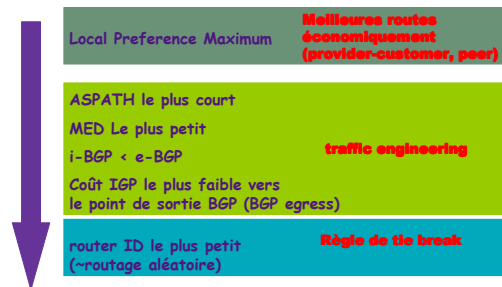 Local Preference Maximum
Meilleures routes
économiquement
(provider-customer, peer)
ASPATH le plus court
MED Le plus petit
i-BGP < e-BGP
Coût IGP le plus faible vers
le point de sortie BGP (BGP egress)
traffic engineering
router ID le plus petit
(~routage aléatoire)
Règle de tie break